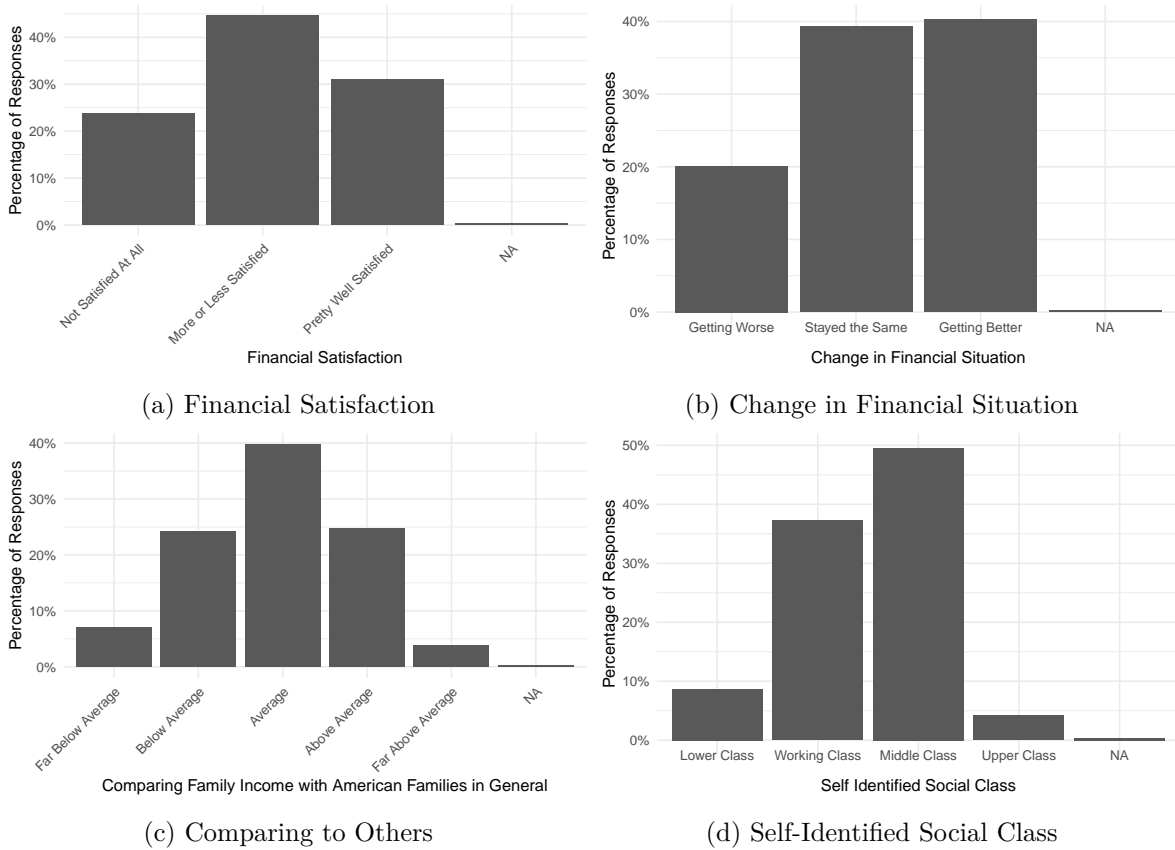 Percentage of Responses
40%
30%
20%
10%
0%
Not Satisfied At All
More or Less Satisfied
Pretty Well Satisfied
NA
Financial Satisfaction
(a) Financial Satisfaction
Percentage of Responses
40%
30%
20%
10%
0%
Getting Worse
Stayed the Same
Getting Better
NA
Change in Financial Situation
(b) Change in Financial Situation
Percentage of Responses
40%
30%
20%
10%
0%
Far Below Average
Below Average
Average
Above Average
Far Above Average
NA
Comparing Family Income with American Families in General
(c) Comparing to Others
Percentage of Responses
50%
40%
30%
20%
10%
0%
Lower Class
Working Class
Middle Class
Upper Class
NA
Self Identified Social Class
(d) Self-Identified Social Class